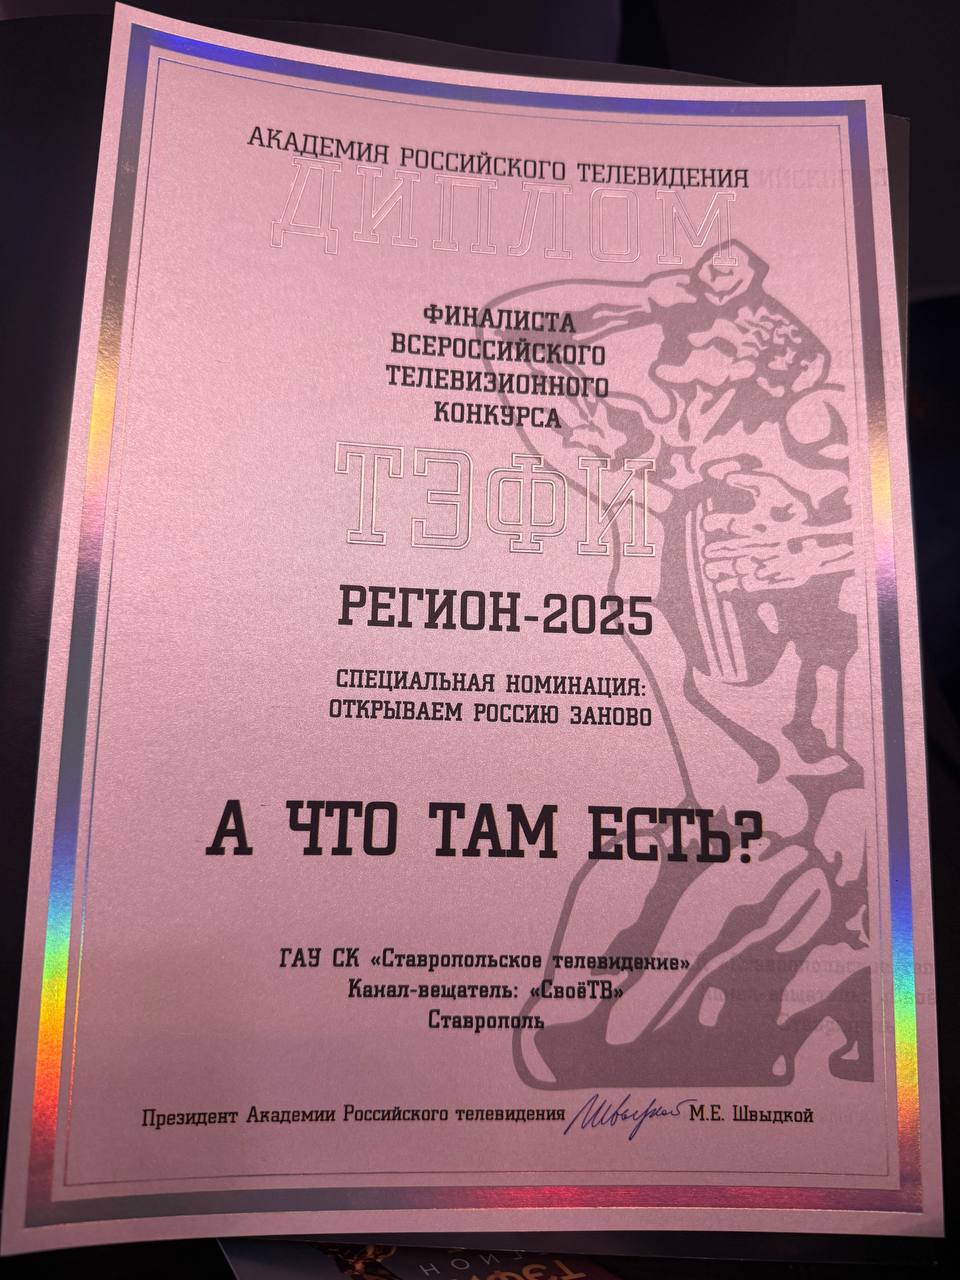 АКАДЕМИЯ РОССИЙСКОГО ТЕЛЕВИДЕНИЯ
ДИПЛОМ
ФИНАЛИСТА
ВСЕРОССИЙСКОГО
ТЕЛЕВИЗИОННОГО
КОНКУРСА
ТЭФИ
РЕГИОН-2025
СПЕЦИАЛЬНАЯ НОМИНАЦИЯ:
ОТКРЫВАЕМ РОССИЮ ЗАНОВО
А ЧТО ТАМ ЕСТЬ?
ГАУ СК «Ставропольское телевидение»
Канал-вещатель: «СвоёТВ»
Ставрополь
Президент Академии Российского телевидения Швыдкой М.Е. Швыдкой